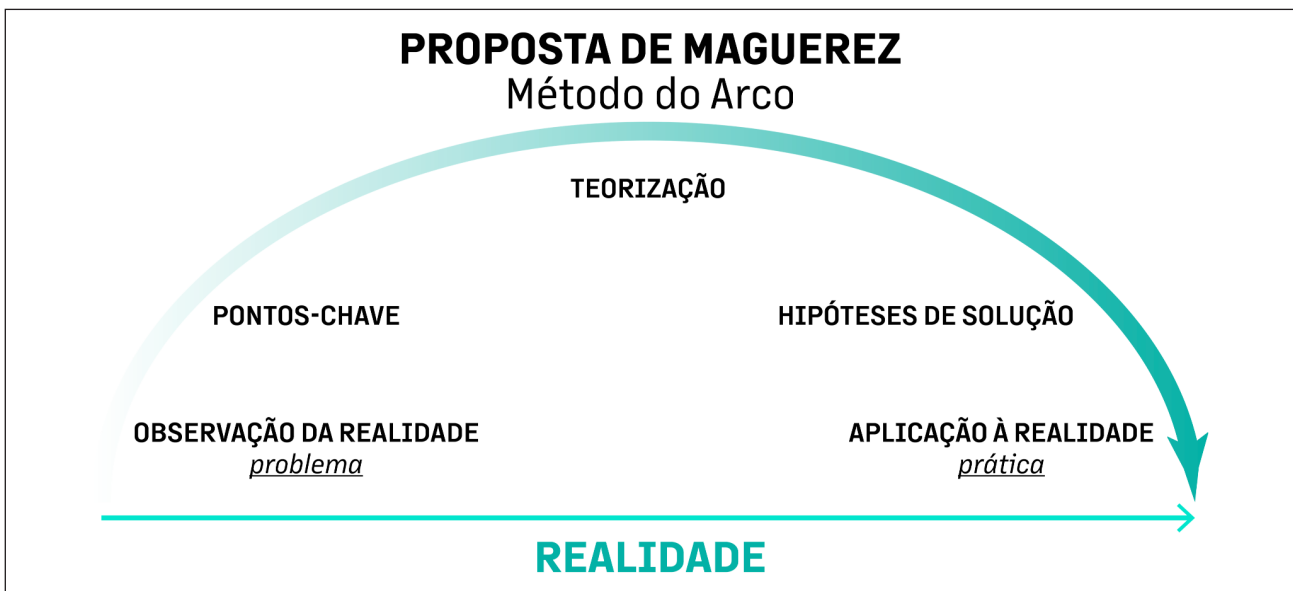 PROPOSTA DE MAGUEREZ
Método do Arco
TEORIZAÇÃO
PONTOS-CHAVE
HIPÓTESES DE SOLUÇÃO
OBSERVAÇÃO DA REALIDADE
problema
APLICAÇÃO À REALIDADE
prática
REALIDADE